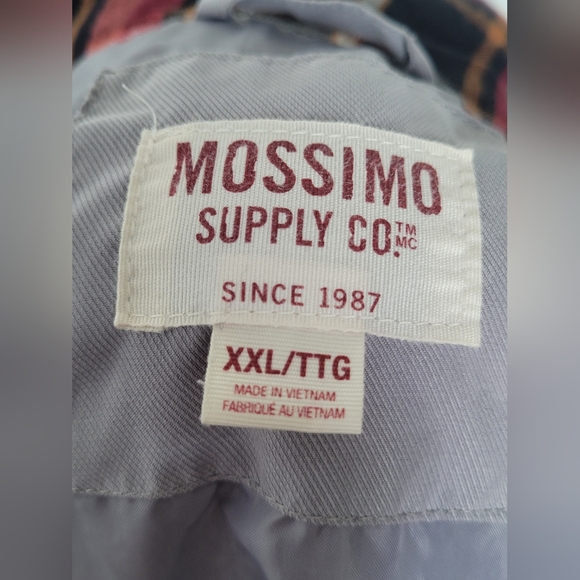 MOSSIMO
SUPPLY CO.™ MC
SINCE 1987
XXL/TTG
MADE IN VIETNAM
FABRIQUÉ AU VIETNAM